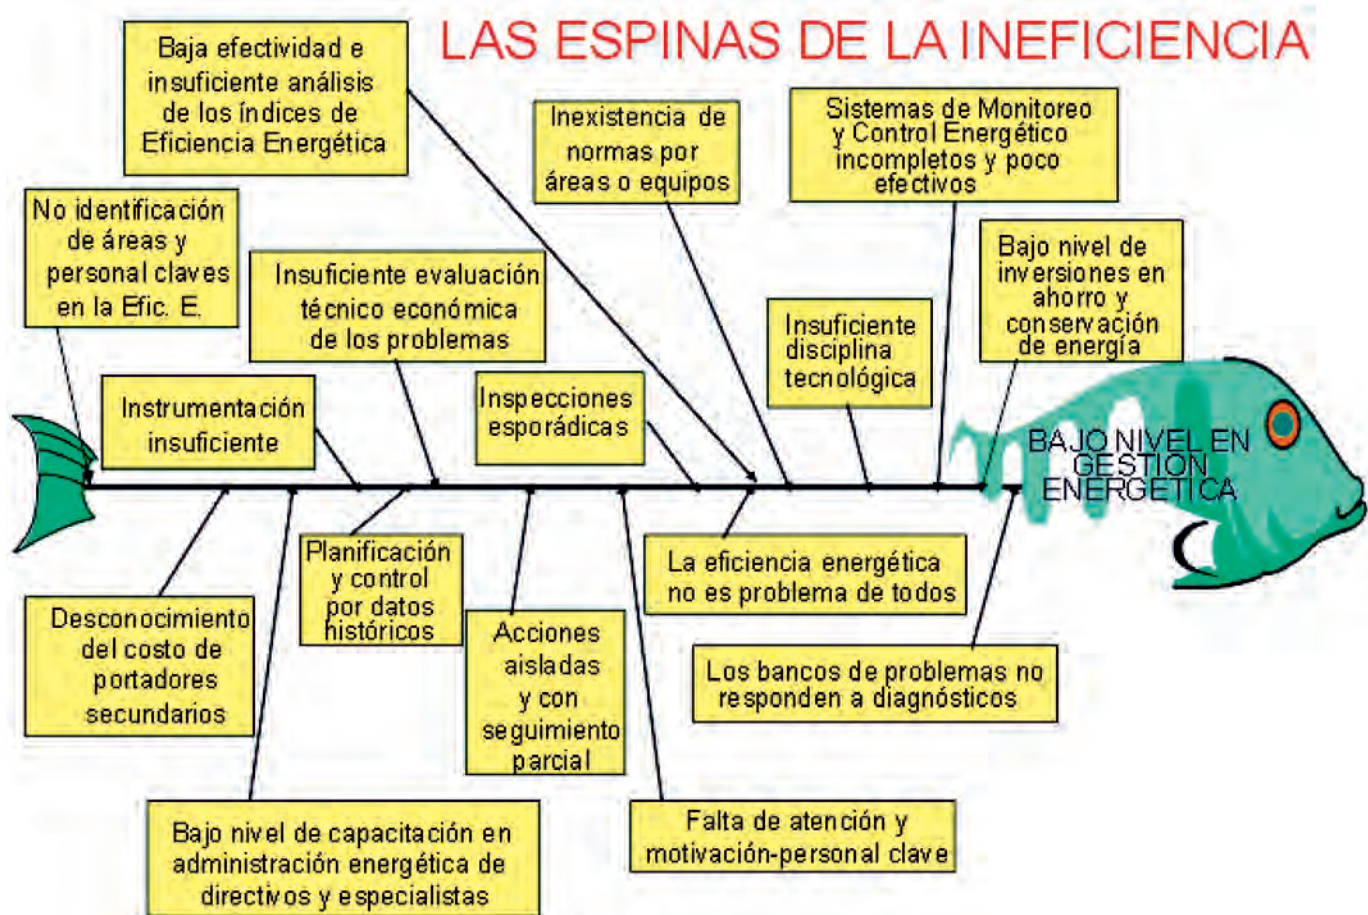 LAS ESPINAS DE LA INEFICIENCIA
Baja efectividad e
insuficiente análisis
de los índices de
Eficiencia Energética
Inexistencia de
normas por
áreas o equipos
Sistemas de Monitoreo
y Control Energético
incompletos y poco
efectivos
No identificación
de áreas y
personal claves
en la Efic. E.
Insuficiente evaluación
técnico económica
de los problemas
Insuficiente
disciplina
tecnológica
Bajo nivel de
inversiones en
ahorro y
conservación
de energía
Instrumentación
insuficiente
Inspecciones
esporádicas
BAJO NIVEL EN
GESTIÓN
ENERGETICA
Desconocimiento
del costo de
portadores
secundarios
Planificación
y control
por datos
históricos
Acciones
aisladas
y con
seguimiento
parcial
La eficiencia energética
no es problema de todos
Los bancos de problemas no
responden a diagnósticos
Bajo nivel de capacitación en
administración energética de
directivos y especialistas
Falta de atención y
motivación-personal clave